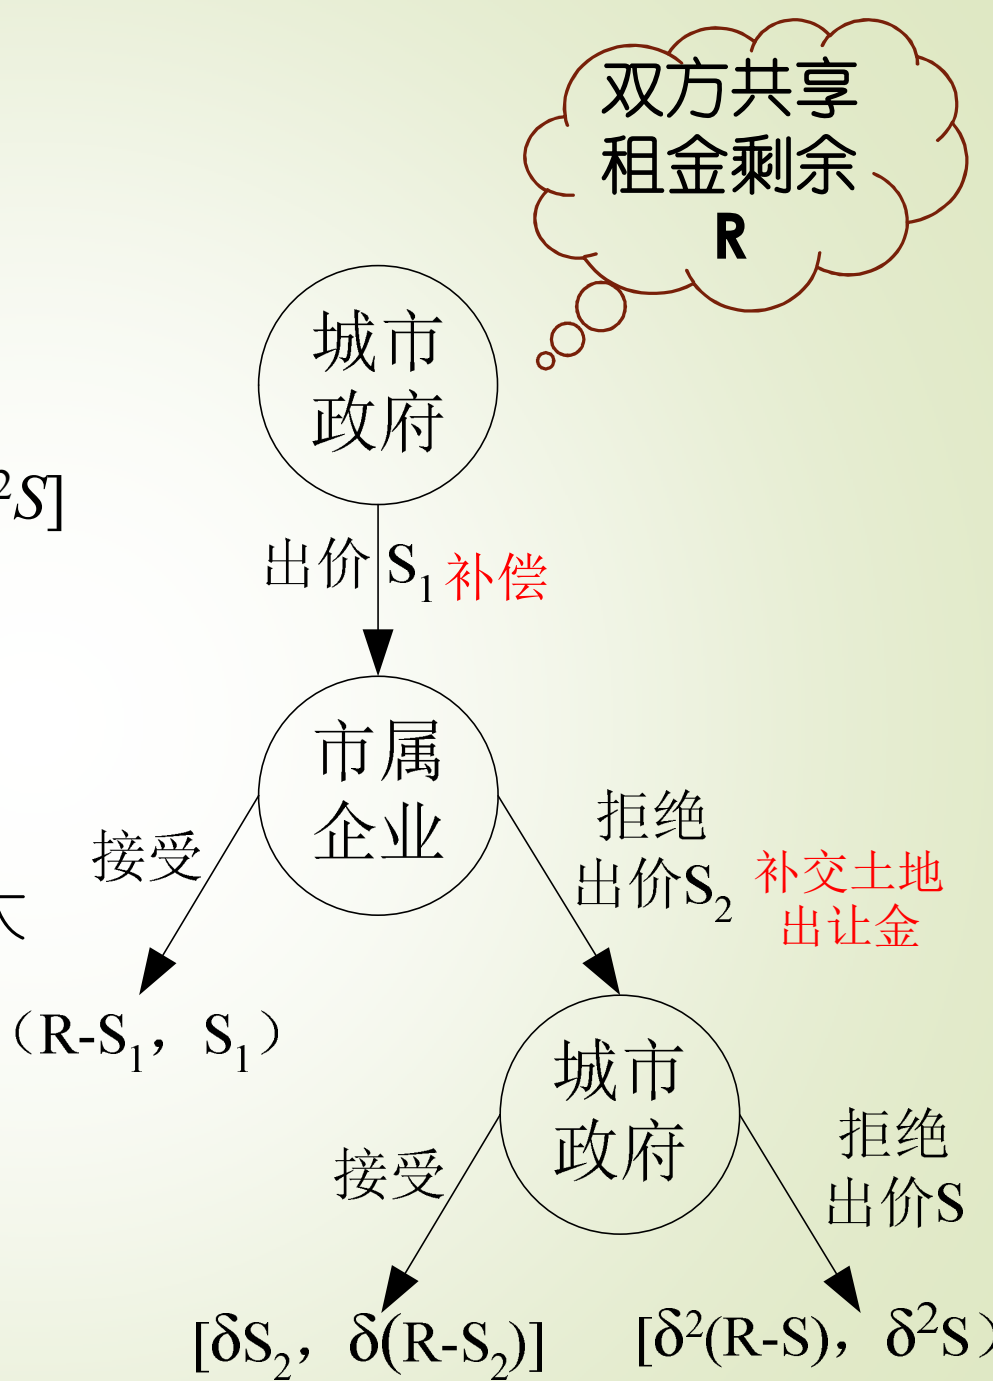 双方共享
租金剩余
R
城市
政府
²S]
出价 S₁ 补偿
市属
企业
接受
拒绝
出价S₂
补交土地
出让金
（R-S₁，S₁）
城市
政府
接受
拒绝
出价S
[δS₂，δ(R-S₂)]
[δ²(R-S)，δ²S）